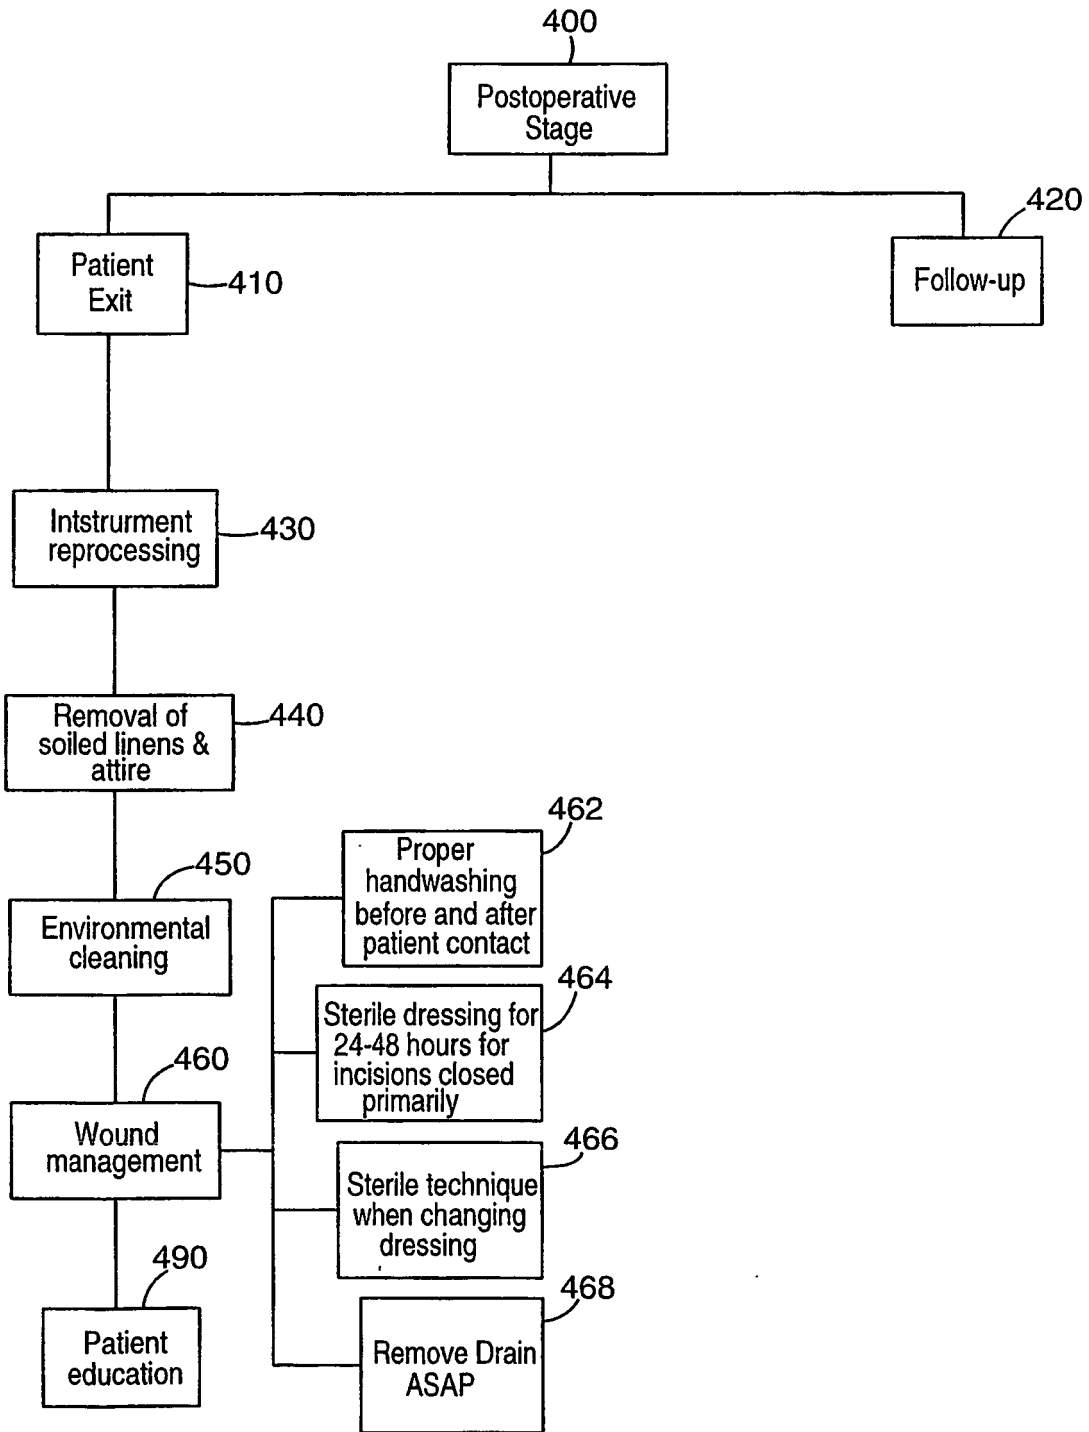 400
Postoperative
Stage
420
Patient
Exit
410
Follow-up
Intstrurment
reprocessing
430
Removal of
soiled linens &
attire
440
450
Environmental
cleaning
460
Wound
management
462
Proper
handwashing
before and after
patient contact
464
Sterile dressing for
24-48 hours for
incisions closed
primarily
466
Sterile technique
when changing
dressing
468
Remove Drain
ASAP
490
Patient
education